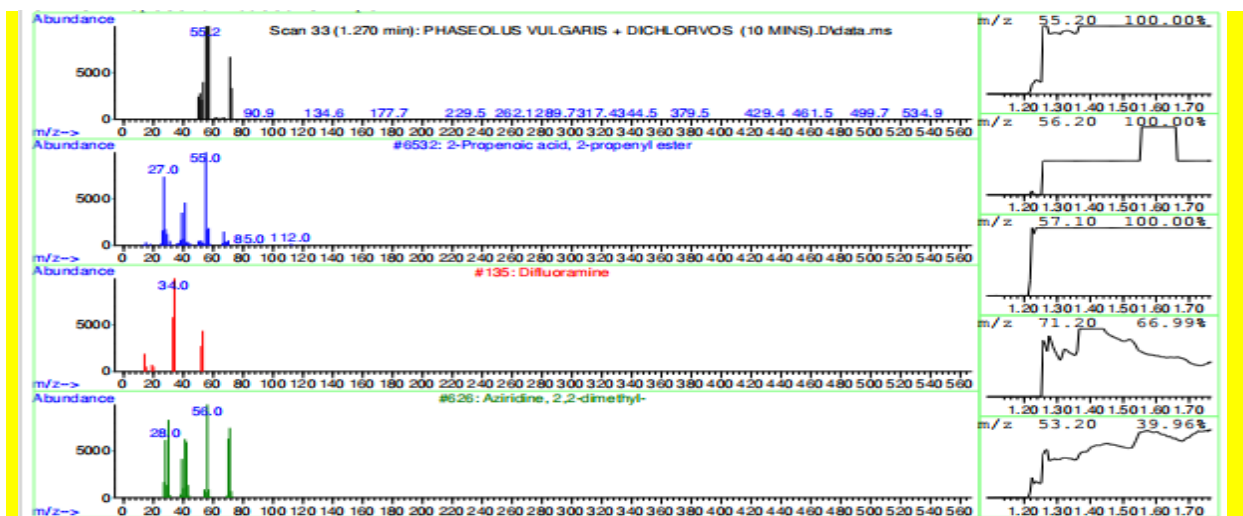 Abundance
55.2
Scan 33 (1.270 min): PHASEOLUS VULGARIS + DICHLORVOS (10 MINS).D\data.ms
5000
90.9 134.6 177.7 229.5 262.1 289.7 317.4 344.5 379.5 429.4 461.5 499.7 534.9
0
m/z-->
0 20 40 60 80 100 120 140 160 180 200 220 240 260 280 300 320 340 360 380 400 420 440 460 480 500 520 540 560
Abundance
#6532: 2-Propenoic acid, 2-propenyl ester
55.0
27.0
5000
85.0 112.0
0
m/z-->
0 20 40 60 80 100 120 140 160 180 200 220 240 260 280 300 320 340 360 380 400 420 440 460 480 500 520 540 560
Abundance
#135: Difluoramine
34.0
5000
0
m/z-->
0 20 40 60 80 100 120 140 160 180 200 220 240 260 280 300 320 340 360 380 400 420 440 460 480 500 520 540 560
Abundance
#626: Aziridine, 2,2-dimethyl-
56.0
28.0
5000
0
m/z-->
0 20 40 60 80 100 120 140 160 180 200 220 240 260 280 300 320 340 360 380 400 420 440 460 480 500 520 540 560
m/z 55.20 100.00%
1.20 1.30 1.40 1.50 1.60 1.70
m/z 56.20 100.00%
1.20 1.30 1.40 1.50 1.60 1.70
m/z 57.10 100.00%
1.20 1.30 1.40 1.50 1.60 1.70
m/z 71.20 66.99%
1.20 1.30 1.40 1.50 1.60 1.70
m/z 53.20 39.96%
1.20 1.30 1.40 1.50 1.60 1.70